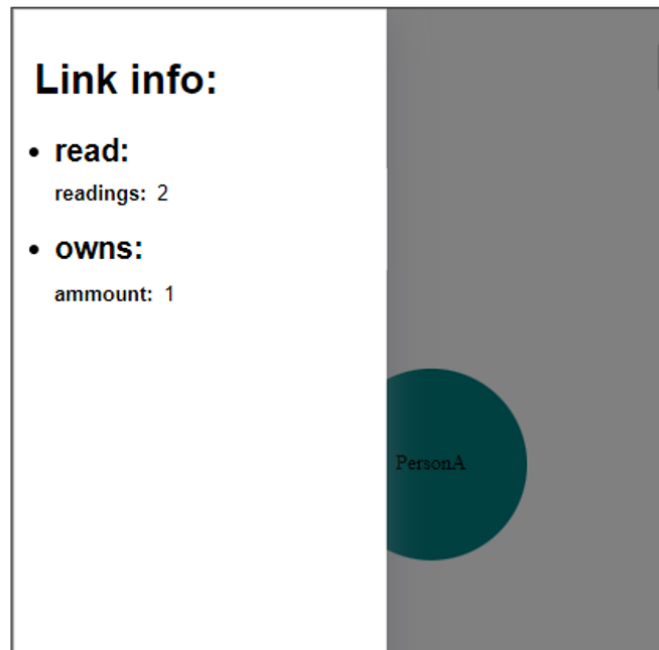 Link info:
read:
readings: 2
owns:
ammount: 1
PersonA